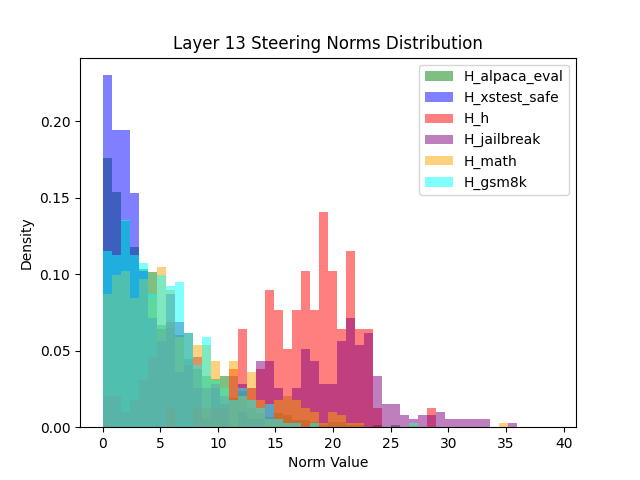 Layer 13 Steering Norms Distribution
H_alpaca_eval
H_xstest_safe
H_h
H_jailbreak
H_math
H_gsm8k
Density
0.20
0.15
0.10
0.05
0.00
0 5 10 15 20 25 30 35 40
Norm Value